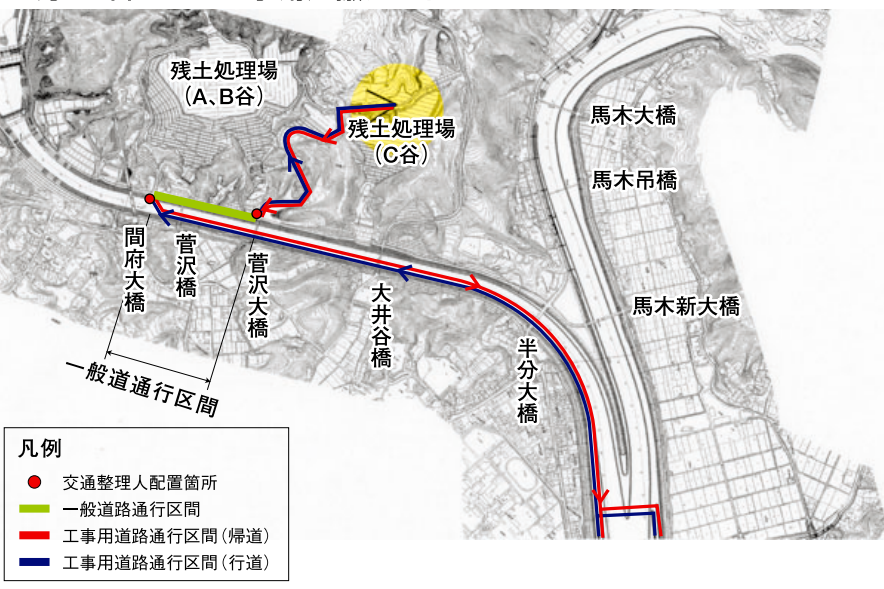 残土処理場
（A、B谷）
残土処理場
（C谷）
馬木大橋
馬木吊橋
馬木新大橋
間府大橋
菅沢橋
菅沢大橋
大井谷橋
半分大橋
一般道通行区間
凡例
交通整理人配置箇所
一般道路通行区間
工事用道路通行区間（帰道）
工事用道路通行区間（行道）